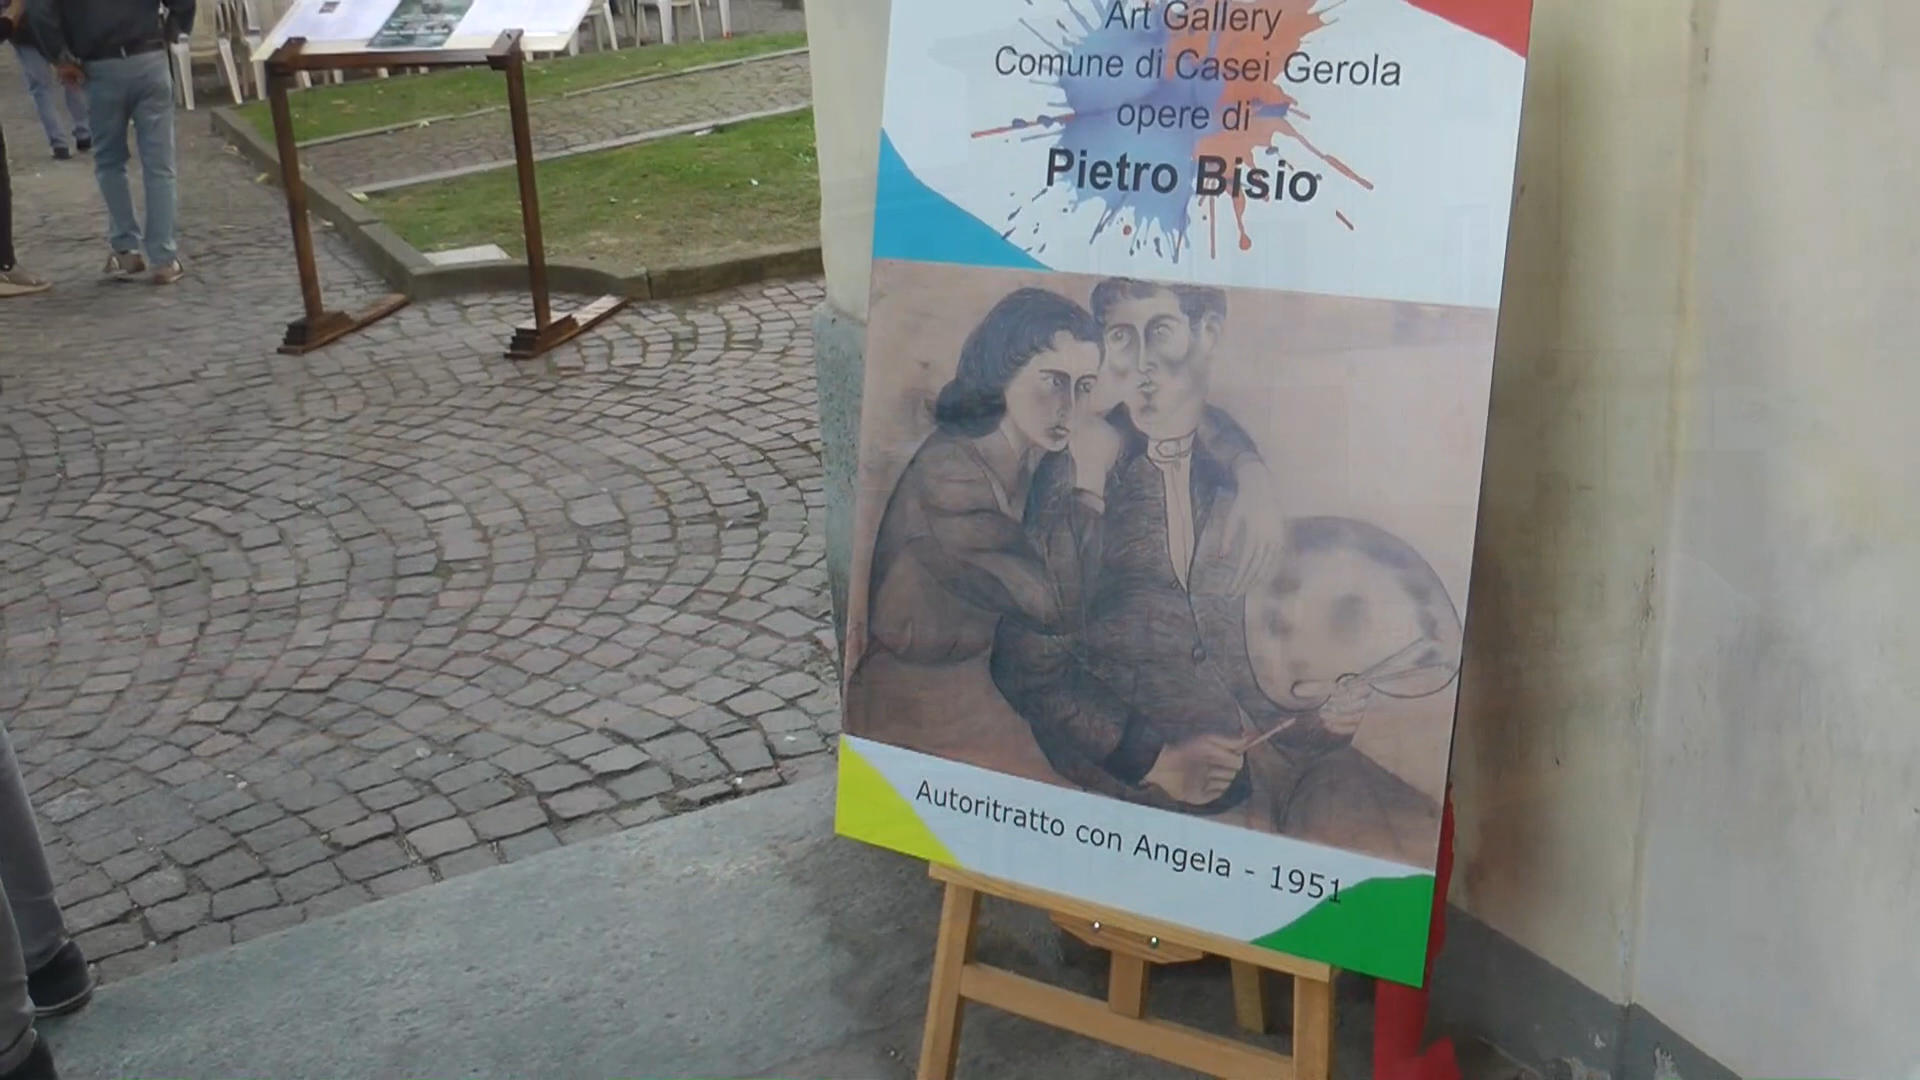 Art Gallery
Comune di Casei Gerola
opere di
Pietro Bisio
Autoritratto con Angela - 1951